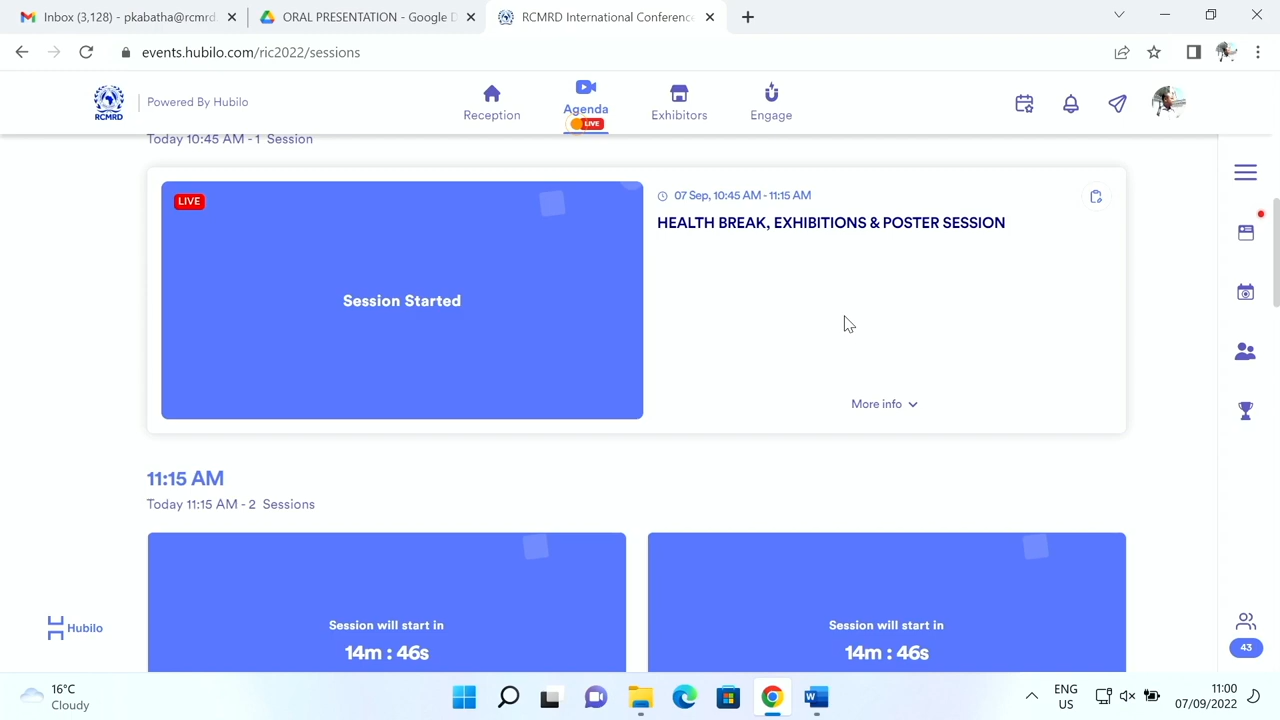 Inbox (3,128) - pkabatha@rcmrd.
ORAL PRESENTATION - Google D
RCMRD International Conference
events.hubilo.com/ric2022/sessions
RCMRD
Powered By Hubilo
Reception
Agenda
LIVE
Exhibitors
Engage
Today 10:45 AM - 1 Session
LIVE
Session Started
07 Sep, 10:45 AM - 11:15 AM
HEALTH BREAK, EXHIBITIONS & POSTER SESSION
More info
11:15 AM
Today 11:15 AM - 2 Sessions
Session will start in
14m : 46s
Session will start in
14m : 46s
Hubilo
43
16°C
Cloudy
ENG
US
11:00
07/09/2022